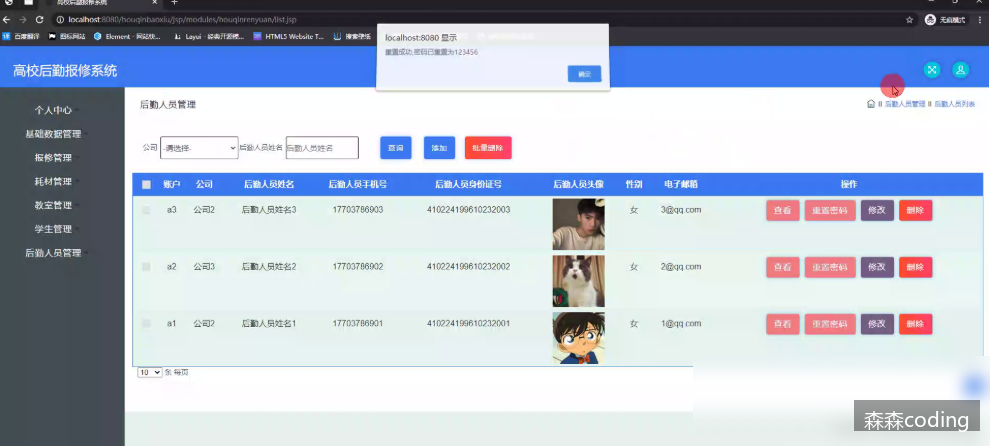 高校后勤报修系统
localhost:8080/houqinbaoxiu/jsp/modules/houqinrenyuan/list.jsp
无痕模式
百度翻译
图标网站
Element - 网站快...
Layui - 经典开源模...
HTML5 Website T...
搜索壁纸
localhost:8080 显示
重置成功,密码已重置为123456
确定
高校后勤报修系统
个人中心
基础数据管理
报修管理
耗材管理
教室管理
学生管理
后勤人员管理
后勤人员管理
后勤人员管理
后勤人员列表
公司 -请选择- 后勤人员姓名 后勤人员姓名 查询 添加 批量删除
账户 公司 后勤人员姓名 后勤人员手机号 后勤人员身份证号 后勤人员头像 性别 电子邮箱 操作
a3 公司2 后勤人员姓名3 17703786903 410224199610232003 女 3@qq.com 查看 重置密码 修改 删除
a2 公司3 后勤人员姓名2 17703786902 410224199610232002 女 2@qq.com 查看 重置密码 修改 删除
a1 公司2 后勤人员姓名1 17703786901 410224199610232001 女 1@qq.com 查看 重置密码 修改 删除
10 条 每页
森森coding